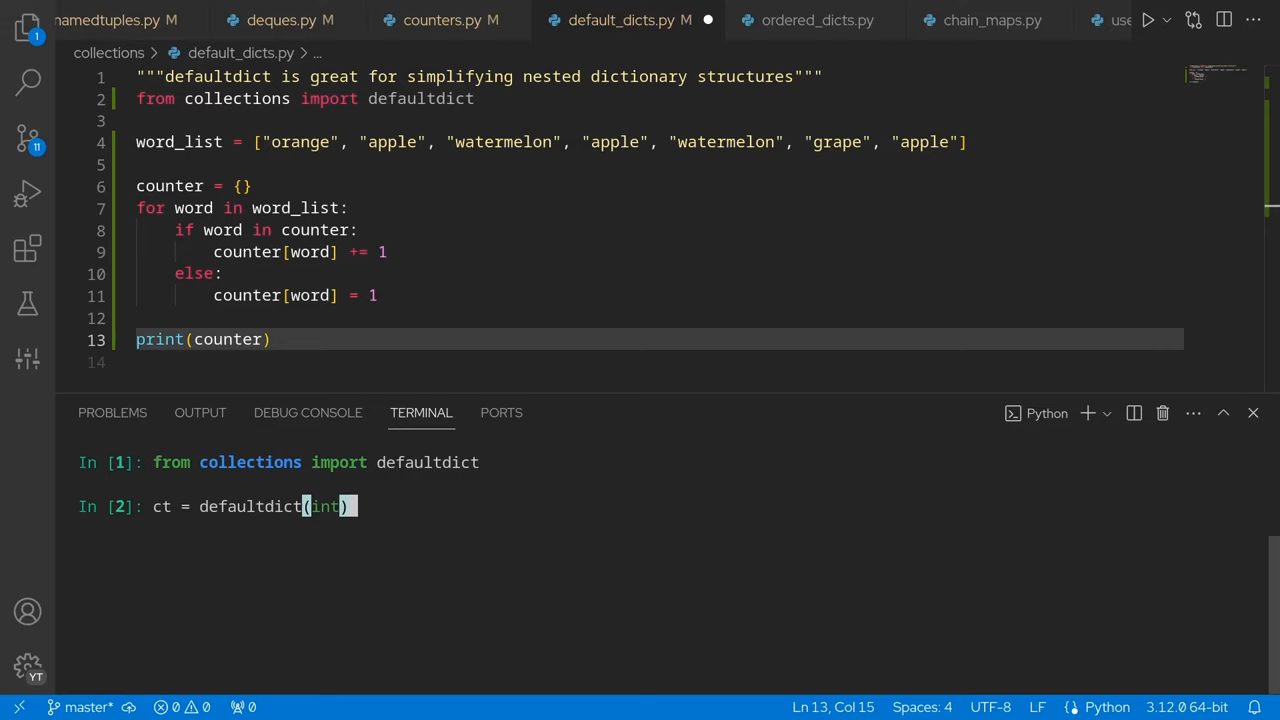 namedtuples.py M deques.py M counters.py M default_dicts.py M ordered_dicts.py chain_maps.py use
1
collections default_dicts.py ...
1 """defaultdict is great for simplifying nested dictionary structures"""
2 from collections import defaultdict
3
4 word_list = ["orange", "apple", "watermelon", "apple", "watermelon", "grape", "apple"]
5
6 counter = {}
7 for word in word_list:
8 if word in counter:
9 counter[word] += 1
10 else:
11 counter[word] = 1
12
13 print(counter)
14
11
PROBLEMS OUTPUT DEBUG CONSOLE TERMINAL PORTS Python
In [1]: from collections import defaultdict
In [2]: ct = defaultdict(int)
YT
master* 0 0 0 Ln 13, Col 15 Spaces: 4 UTF-8 LF Python 3.12.0 64-bit